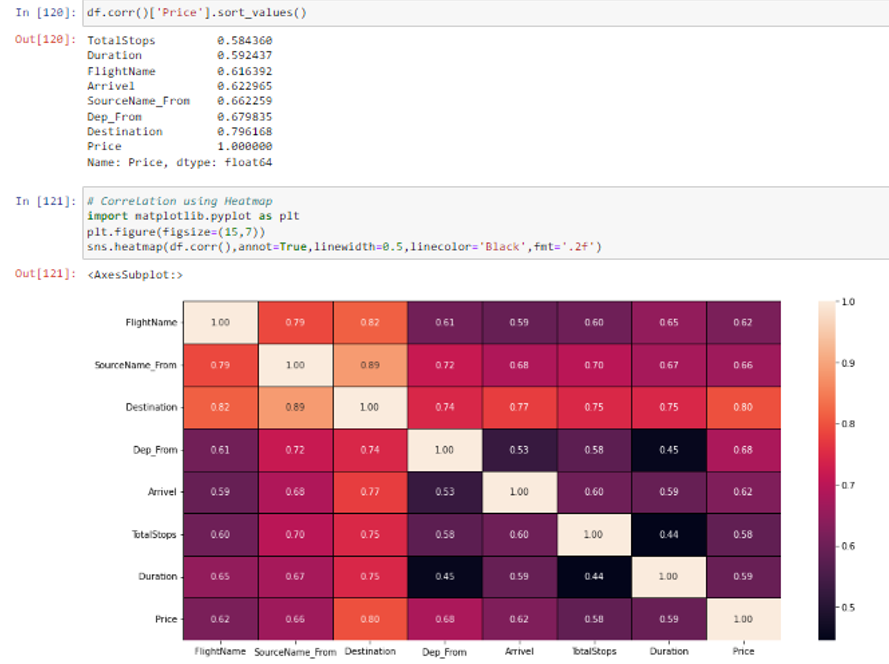 In [120]: df.corr()['Price'].sort_values()
Out[120]: TotalStops 0.584360
Duration 0.592437
FlightName 0.616392
Arrivel 0.622965
SourceName_From 0.662259
Dep_From 0.679835
Destination 0.796168
Price 1.000000
Name: Price, dtype: float64
In [121]: # Correlation using Heatmap
import matplotlib.pyplot as plt
plt.figure(figsize=(15,7))
sns.heatmap(df.corr(),annot=True,linewidth=0.5,linecolor='Black',fmt='.2f')
Out[121]: <AxesSubplot:>
FlightName 1.00 0.79 0.82 0.61 0.59 0.60 0.65 0.62
SourceName_From 0.79 1.00 0.89 0.72 0.68 0.70 0.67 0.66
Destination 0.82 0.89 1.00 0.74 0.77 0.75 0.75 0.80
Dep_From 0.61 0.72 0.74 1.00 0.53 0.58 0.45 0.68
Arrivel 0.59 0.68 0.77 0.53 1.00 0.60 0.59 0.62
TotalStops 0.60 0.70 0.75 0.58 0.60 1.00 0.44 0.58
Duration 0.65 0.67 0.75 0.45 0.59 0.44 1.00 0.59
Price 0.62 0.66 0.80 0.68 0.62 0.58 0.59 1.00
FlightName SourceName_From Destination Dep_From Arrivel TotalStops Duration Price
1.0
0.9
0.8
0.7
0.6
0.5